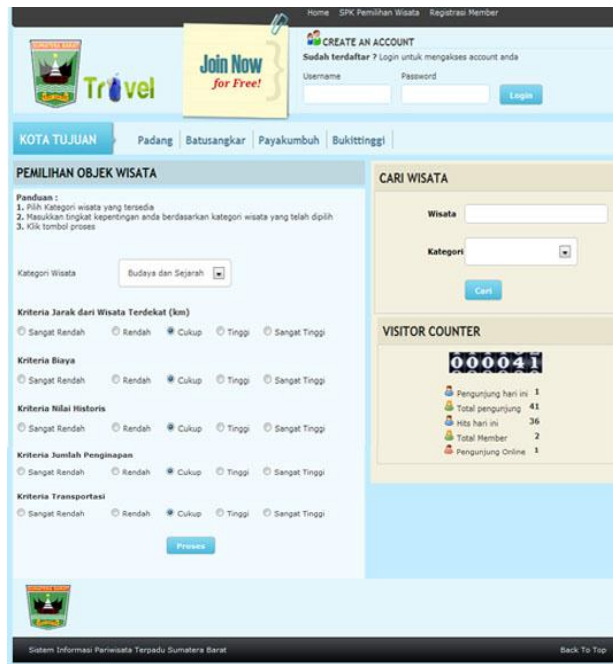 Home SPK Pemilihan Wisata Registrasi Member
SUMATERA BARAT
Travel
Join Now
for Free!
CREATE AN ACCOUNT
Sudah terdaftar ? Login untuk mengakses account anda
Username Password
Login
KOTA TUJUAN Padang Batusangkar Payakumbuh Bukittinggi
PEMILIHAN OBJEK WISATA
Panduan :
1. Pilih Kategori wisata yang tersedia
2. Masukkan tingkat kepentingan anda berdasarkan kategori wisata yang telah dipilih
3. Klik tombol proses
Kategori Wisata Budaya dan Sejarah
Kriteria Jarak dari Wisata Terdekat (km)
Sangat Rendah Rendah Cukup Tinggi Sangat Tinggi
Kriteria Biaya
Sangat Rendah Rendah Cukup Tinggi Sangat Tinggi
Kriteria Nilai Historis
Sangat Rendah Rendah Cukup Tinggi Sangat Tinggi
Kriteria Jumlah Penginapan
Sangat Rendah Rendah Cukup Tinggi Sangat Tinggi
Kriteria Transportasi
Sangat Rendah Rendah Cukup Tinggi Sangat Tinggi
Proses
CARI WISATA
Wisata
Kategori
Cari
VISITOR COUNTER
000041
Pengunjung hari ini 1
Total pengunjung 41
Hits hari ini 36
Total Member 2
Pengunjung Online 1
SUMATERA BARAT
Sistem Informasi Pariwisata Terpadu Sumatera Barat Back To Top